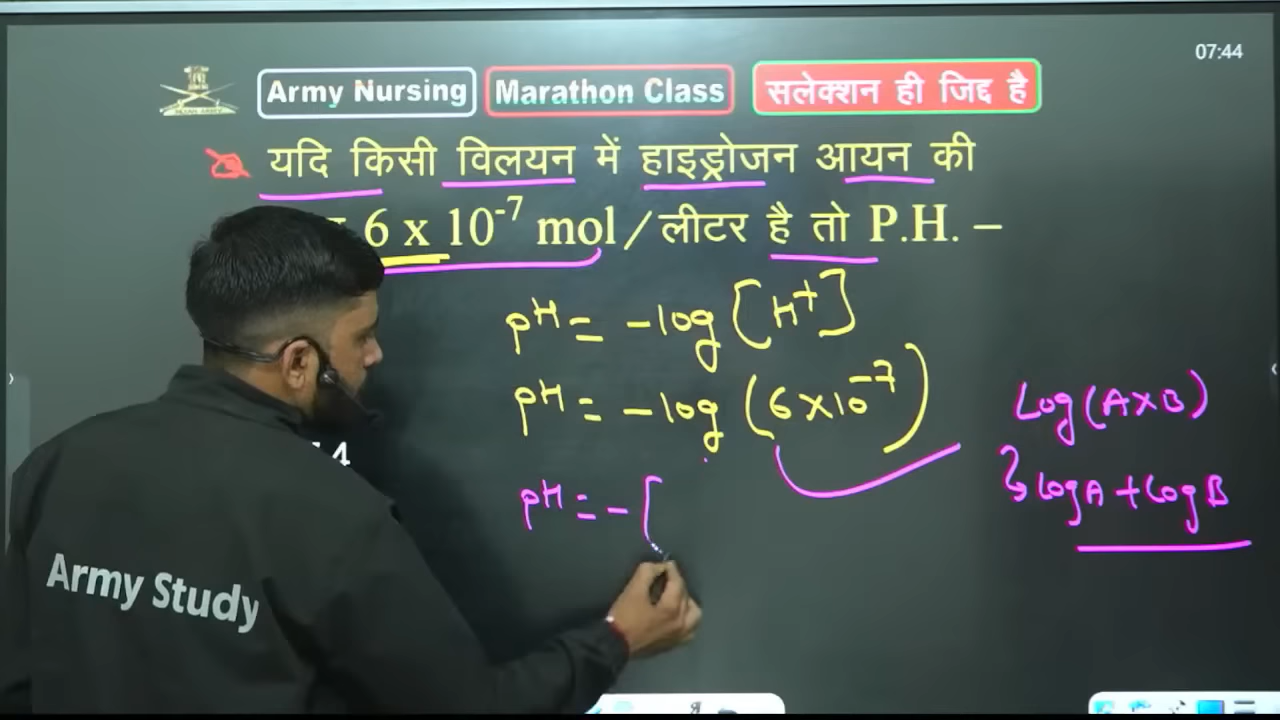 07:44
Army Nursing Marathon Class सलेक्शन ही जिद्द है
यदि किसी विलयन में हाइड्रोजन आयन की
6 x 10⁻⁷ mol/लीटर है तो P.H. –
pH = -log[H⁺]
pH = -log(6×10⁻⁷)
Log(A×B)
logA + logB
pH = -[
Army Study